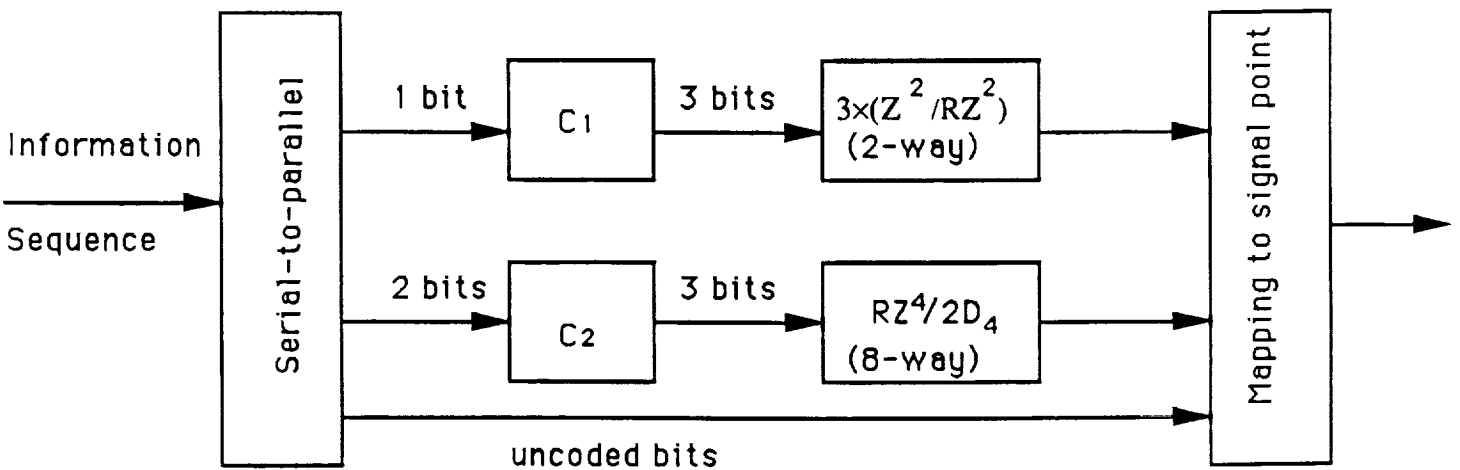 Information
Sequence
Serial-to-parallel
1 bit
C1
3 bits
3×(Z²/RZ²)
(2-way)
2 bits
C2
3 bits
RZ⁴/2D₄
(8-way)
uncoded bits
Mapping to signal point